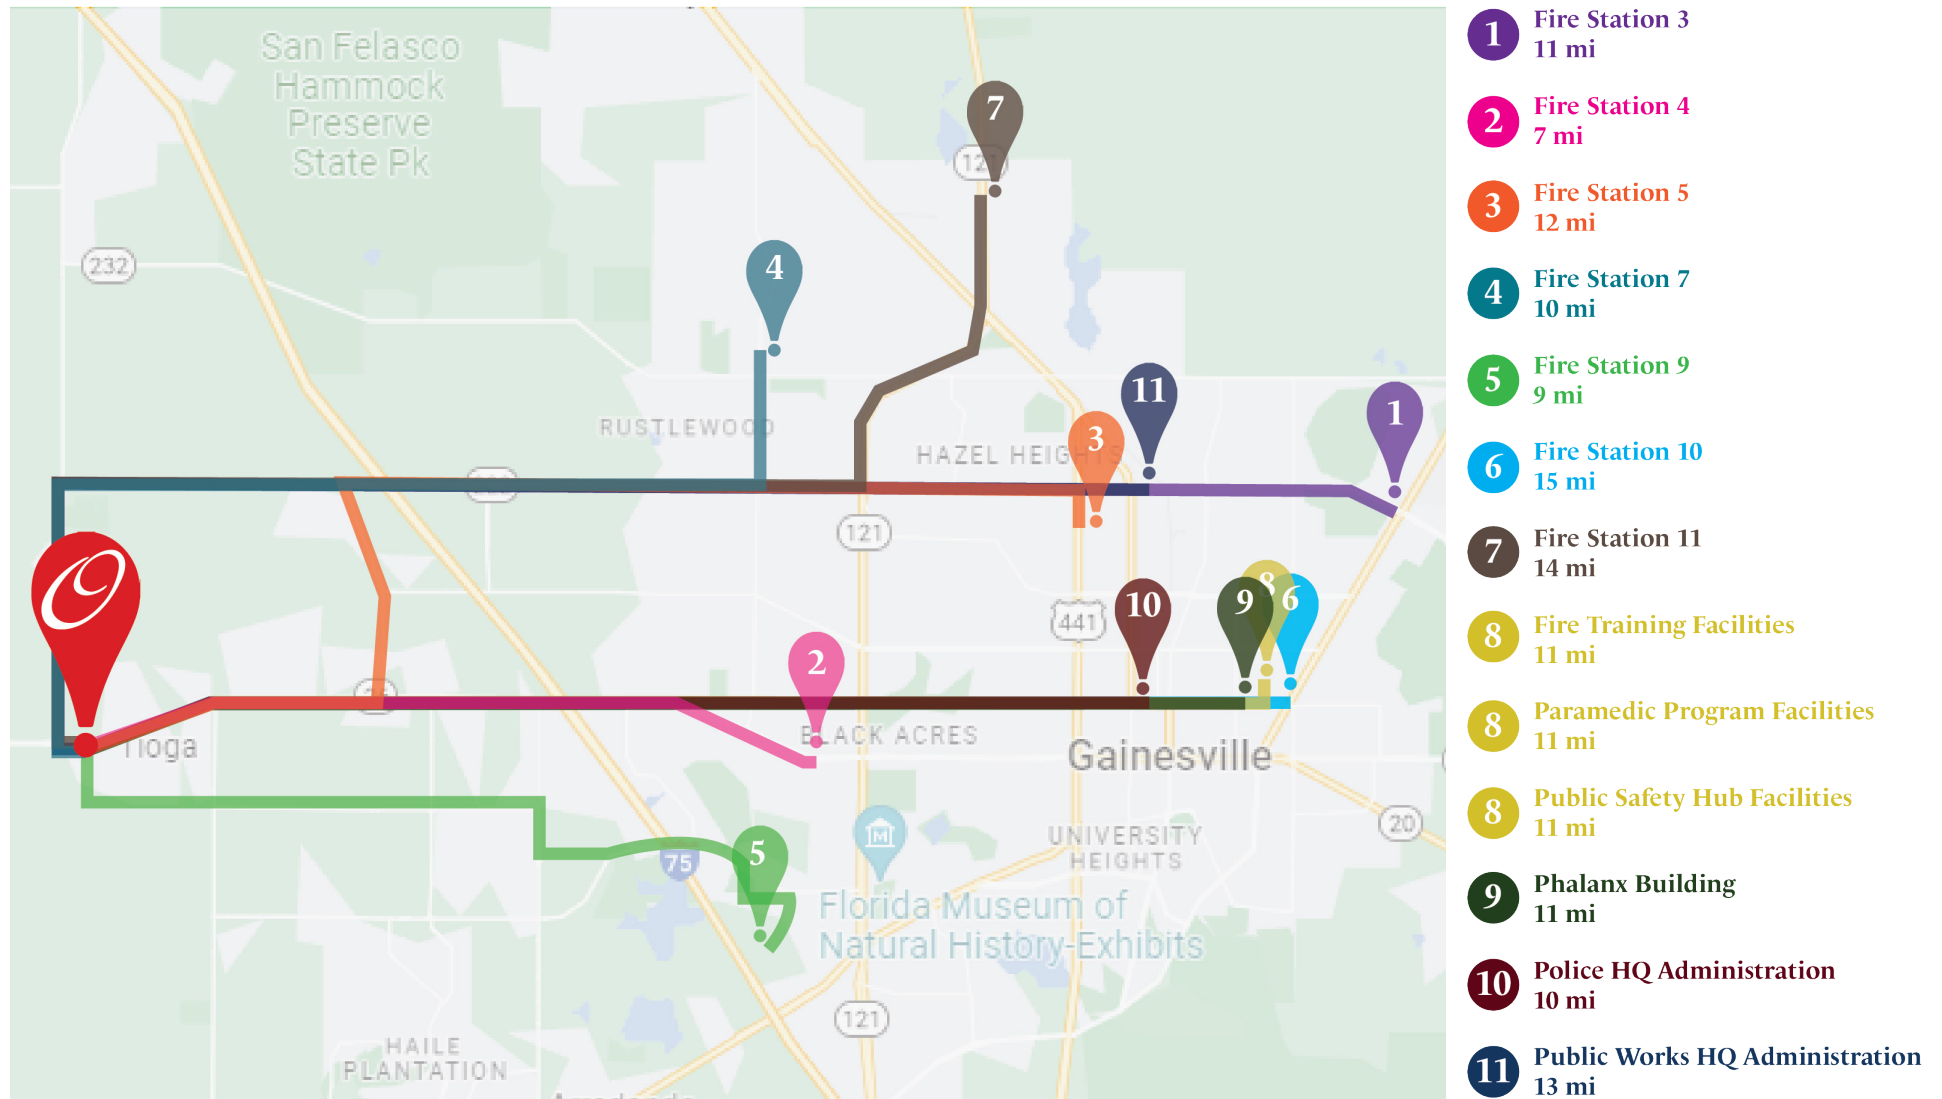 San Felasco
Hammock
Preserve
State Pk
7
121
232
4
RUSTLEWOOD
11
1
3
HAZEL HEIGHTS
121
O
441
10
9
8
6
2
Tioga
BLACK ACRES
Gainesville
20
UNIVERSITY
HEIGHTS
M
75
5
Florida Museum of
Natural History-Exhibits
121
HAILE
PLANTATION
1
Fire Station 3
11 mi
2
Fire Station 4
7 mi
3
Fire Station 5
12 mi
4
Fire Station 7
10 mi
5
Fire Station 9
9 mi
6
Fire Station 10
15 mi
7
Fire Station 11
14 mi
8
Fire Training Facilities
11 mi
8
Paramedic Program Facilities
11 mi
8
Public Safety Hub Facilities
11 mi
9
Phalanx Building
11 mi
10
Police HQ Administration
10 mi
11
Public Works HQ Administration
13 mi